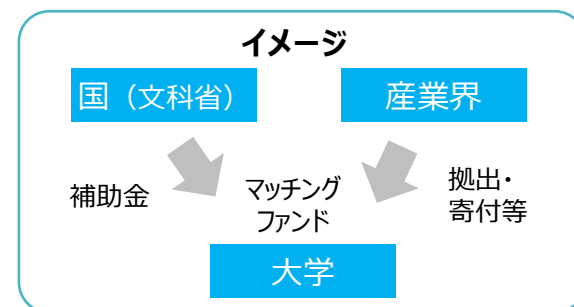 イメージ
国（文科省）
産業界
補助金
マッチング
ファンド
拠出・
寄付等
大学